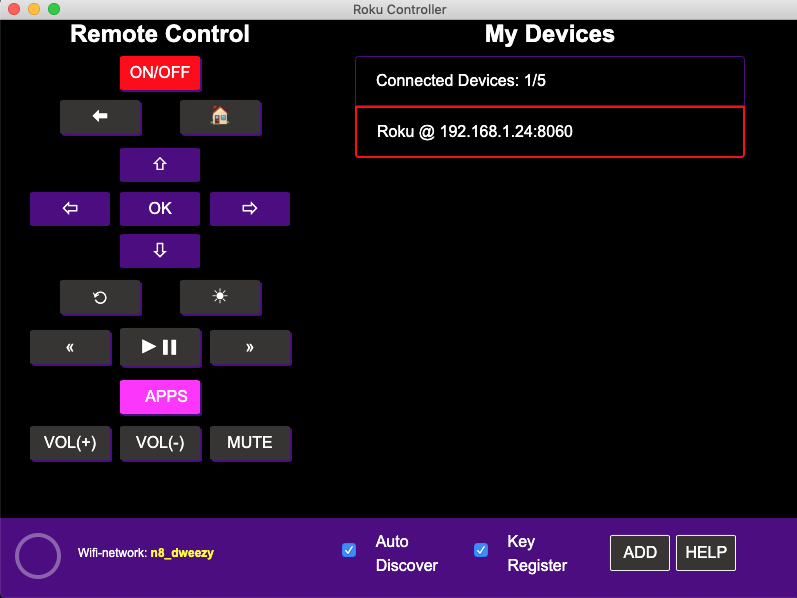 Roku Controller
Remote Control
ON/OFF
OK
«
»
APPS
VOL(+)
VOL(-)
MUTE
My Devices
Connected Devices: 1/5
Roku @ 192.168.1.24:8060
Wifi-network: n8_dweezy
Auto
Discover
Key
Register
ADD
HELP